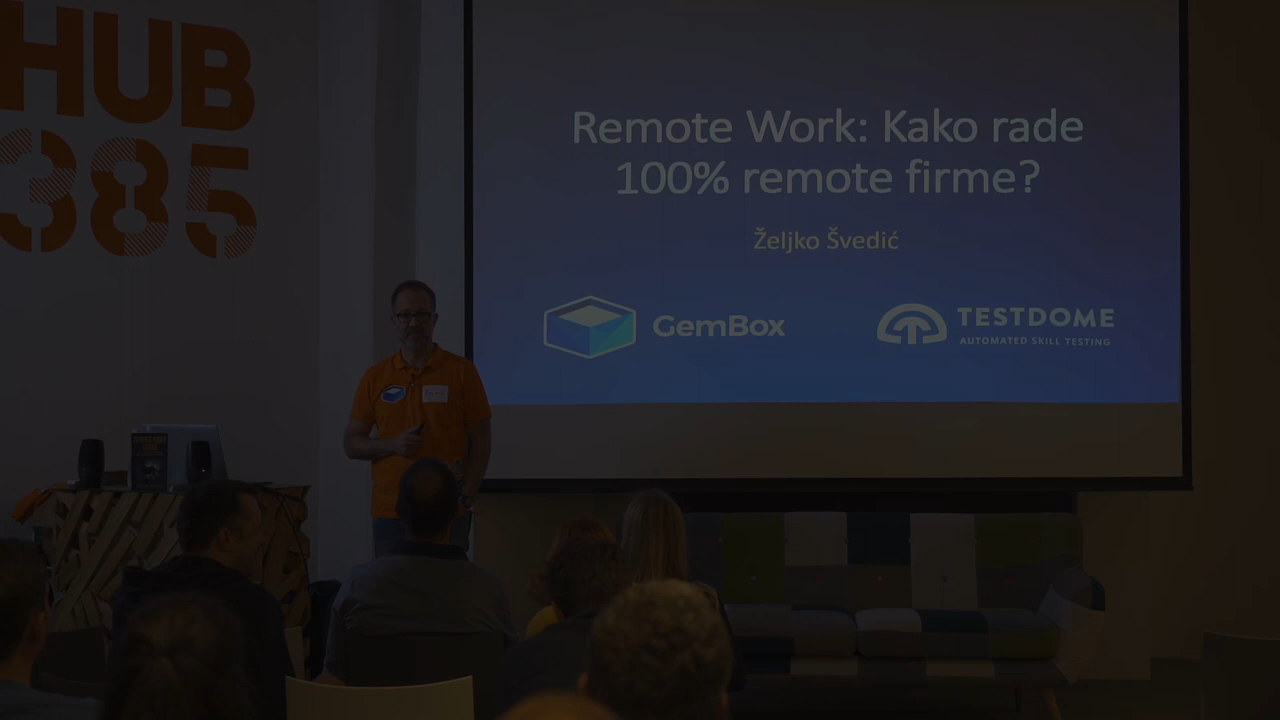 HUB
385
Remote Work: Kako rade
100% remote firme?
Željko Švedić
GemBox
TESTDOME
AUTOMATED SKILL TESTING